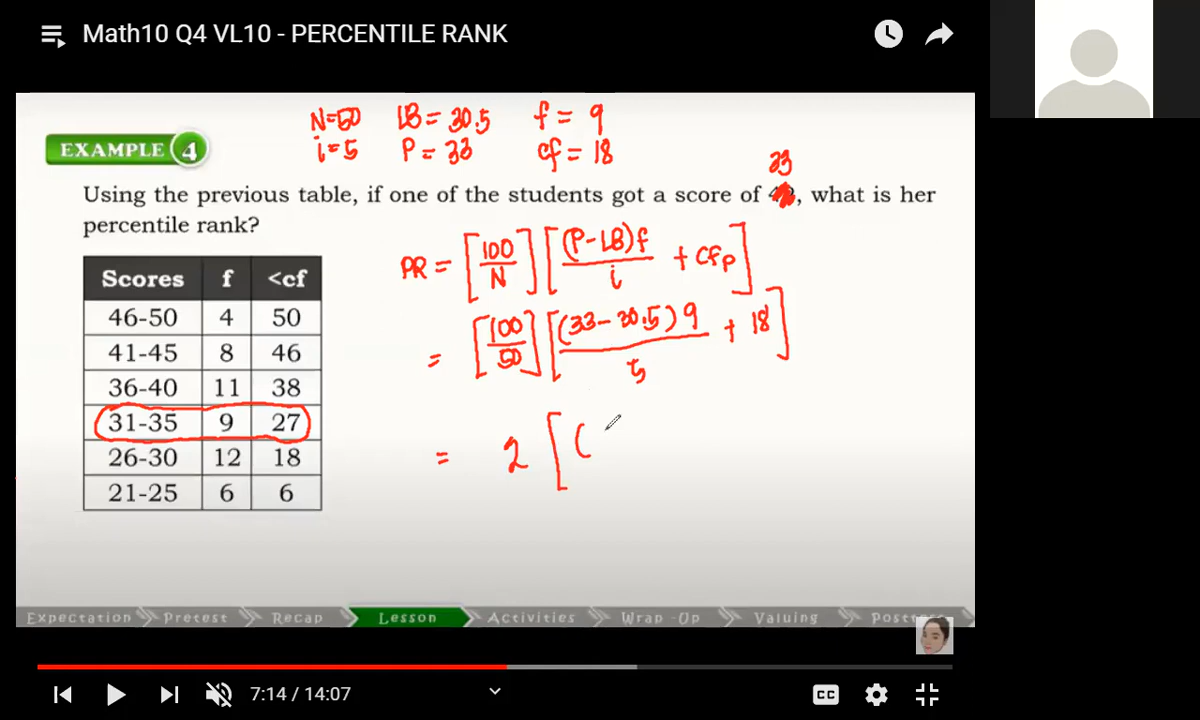 Math10 Q4 VL10 - PERCENTILE RANK
N=50 LB = 30.5 f = 9
i=5 P = 33 cf = 18
EXAMPLE 4
33
Using the previous table, if one of the students got a score of , what is her
percentile rank?
PR = [100/N] [(P-LB)f/i + cfp]
= [100/50] [(33-30.5)9/5 + 18]
= 2 [(
Scores f <cf
46-50 4 50
41-45 8 46
36-40 11 38
31-35 9 27
26-30 12 18
21-25 6 6
Expectation Pretest Recap Lesson Activities Wrap-Up Valuing
7:14 / 14:07
CC